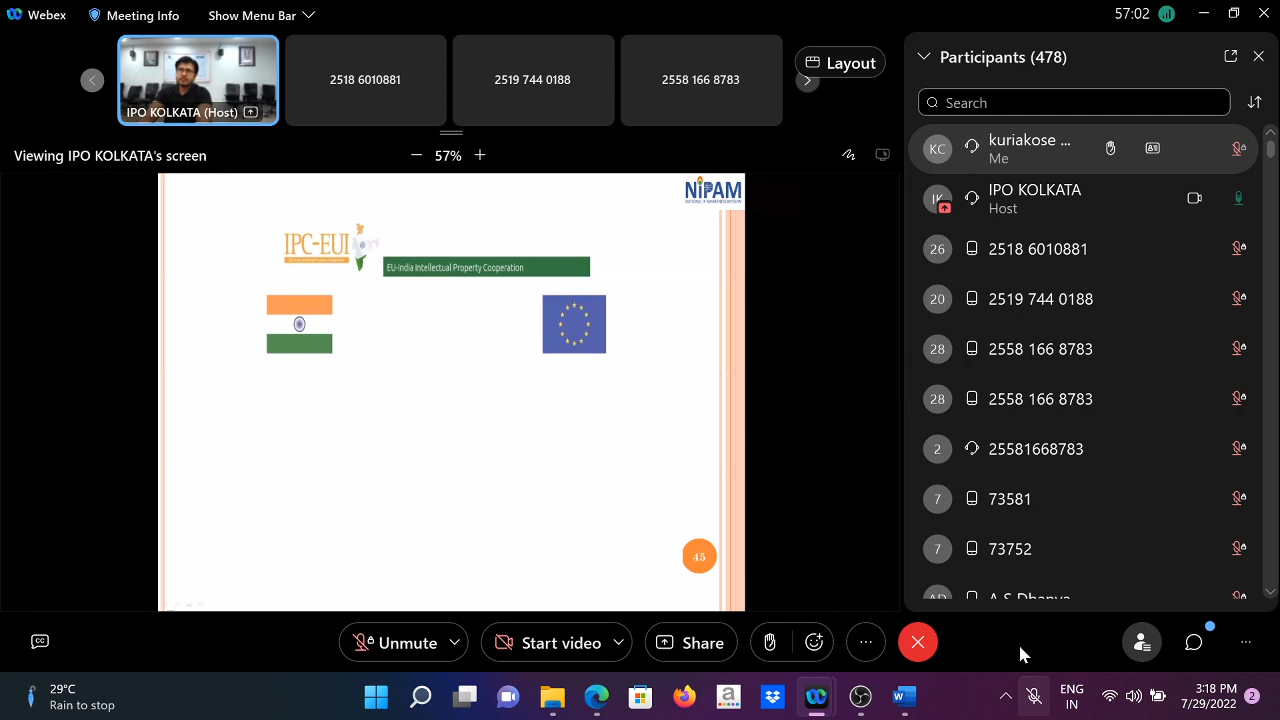 Webex
Meeting Info
Show Menu Bar
57:02
IPO KOLKATA (Host)
2518 6010881
2519 744 0188
2558 166 8783
Layout
Participants (478)
Search
Viewing IPO KOLKATA's screen
57%
KC
kuriakose ...
Me
IPO KOLKATA
Host
26
2518 6010881
20
2519 744 0188
28
2558 166 8783
28
2558 166 8783
2
25581668783
7
73581
7
73752
A S Dhanya
NiPAM
IPC-EUI
EU-India Intellectual Property Cooperation
45
CC
Unmute
Start video
Share
29°C
Rain to stop
ENG
IN
3:18 PM
7/29/2022
2